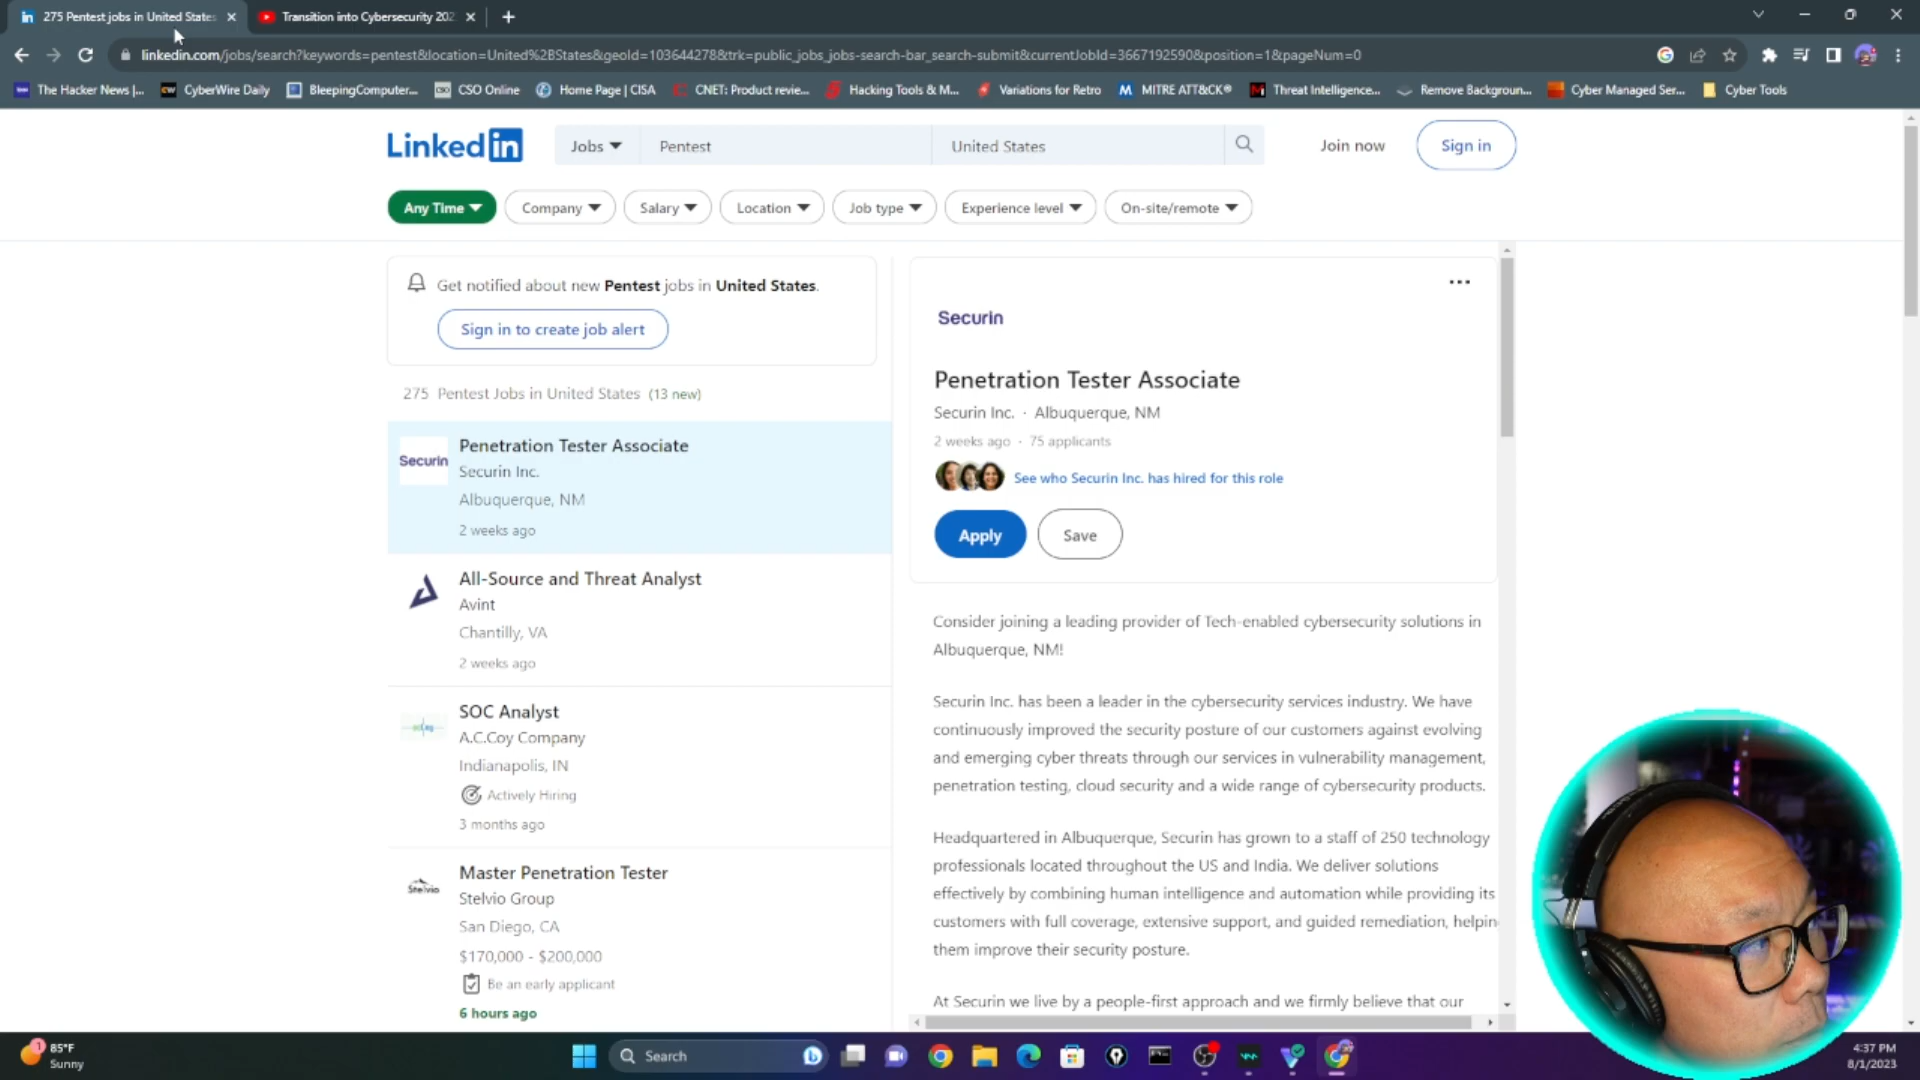 275 Pentest jobs in United States
Transition into Cybersecurity 202
linkedin.com/jobs/search?keywords=pentest&location=United%2BStates&geoId=103644278&trk=public_jobs_jobs-search-bar_search-submit&currentJobId=3667192590&position=1&pageNum=0
The Hacker News |... CyberWire Daily BleepingComputer... CSO Online Home Page | CISA CNET: Product revie... Hacking Tools & M... Variations for Retro MITRE ATT&CK® Threat Intelligence... Remove Backgroun... Cyber Managed Ser... Cyber Tools
Linkedin Jobs Pentest United States Join now Sign in
Any Time Company Salary Location Job type Experience level On-site/remote
Get notified about new Pentest jobs in United States.
Sign in to create job alert
275 Pentest Jobs in United States (13 new)
Securin
Penetration Tester Associate
Securin Inc.
Albuquerque, NM
2 weeks ago
All-Source and Threat Analyst
Avint
Chantilly, VA
2 weeks ago
SOC Analyst
A.C.Coy Company
Indianapolis, IN
Actively Hiring
3 months ago
Stelvio
Master Penetration Tester
Stelvio Group
San Diego, CA
$170,000 - $200,000
Be an early applicant
6 hours ago
Securin
Penetration Tester Associate
Securin Inc. · Albuquerque, NM
2 weeks ago · 75 applicants
See who Securin Inc. has hired for this role
Apply Save
Consider joining a leading provider of Tech-enabled cybersecurity solutions in
Albuquerque, NM!
Securin Inc. has been a leader in the cybersecurity services industry. We have
continuously improved the security posture of our customers against evolving
and emerging cyber threats through our services in vulnerability management,
penetration testing, cloud security and a wide range of cybersecurity products.
Headquartered in Albuquerque, Securin has grown to a staff of 250 technology
professionals located throughout the US and India. We deliver solutions
effectively by combining human intelligence and automation while providing its
customers with full coverage, extensive support, and guided remediation, helpin
them improve their security posture.
At Securin we live by a people-first approach and we firmly believe that our
1
85°F
Sunny
Search
4:37 PM
8/1/2023